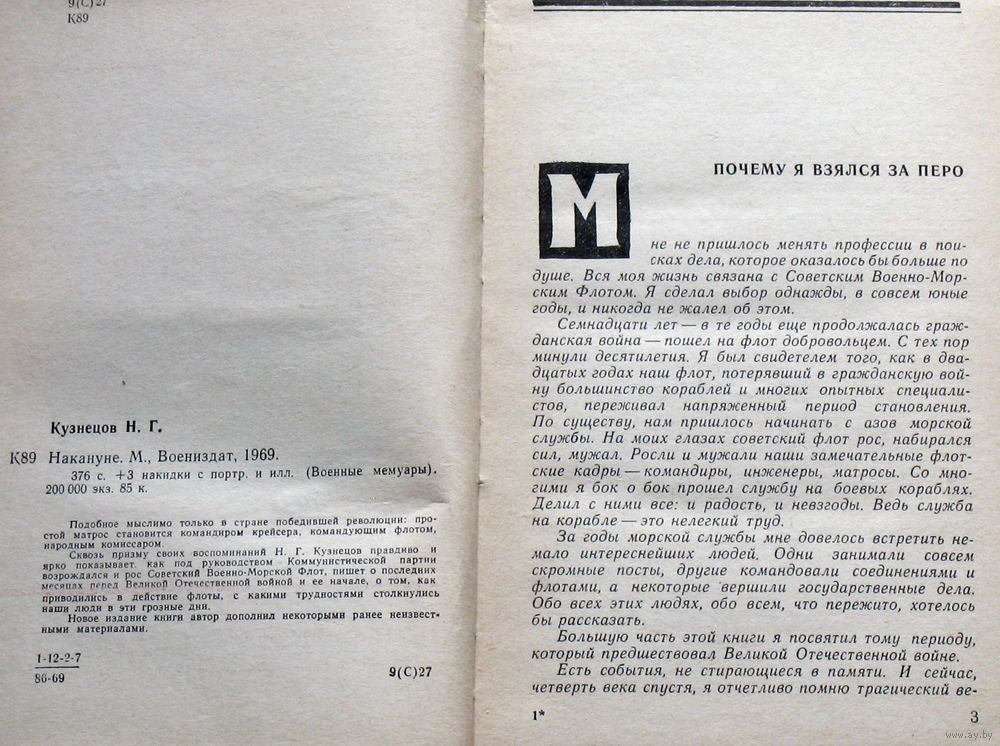 9(С)27
К89
Кузнецов Н. Г.
К89 Накануне. М., Воениздат, 1969.
376 с. +3 накидки с портр. и илл. (Военные мемуары).
200 000 экз. 85 к.
Подобное мыслимо только в стране победившей революции: про-
стой матрос становится командиром крейсера, командующим флотом,
народным комиссаром.
Сквозь призму своих воспоминаний Н. Г. Кузнецов правдиво и
ярко показывает, как под руководством Коммунистической партии
возрождался и рос Советский Военно-Морской Флот, пишет о последних
месяцах перед Великой Отечественной войной и ее начале, о том, как
приводились в действие флоты, с какими трудностями столкнулись
наши люди в эти грозные дни.
Новое издание книги автор дополнил некоторыми ранее неизвест-
ными материалами.
1-12-2-7
86-69
9(С)27
ПОЧЕМУ Я ВЗЯЛСЯ ЗА ПЕРО
Мне не пришлось менять профессии в пои-
сках дела, которое оказалось бы больше по
душе. Вся моя жизнь связана с Советским Военно-Мор-
ским Флотом. Я сделал выбор однажды, в совсем юные
годы, и никогда не жалел об этом.
Семнадцати лет — в те годы еще продолжалась граж-
данская война — пошел на флот добровольцем. С тех пор
минули десятилетия. Я был свидетелем того, как в два-
дцатых годах наш флот, потерявший в гражданскую вой-
ну большинство кораблей и многих опытных специали-
стов, переживал напряженный период становления.
По существу, нам пришлось начинать с азов морской
службы. На моих глазах советский флот рос, набирался
сил, мужал. Росли и мужали наши замечательные флот-
ские кадры — командиры, инженеры, матросы. Со мно-
гими я бок о бок прошел службу на боевых кораблях.
Делил с ними все: и радость, и невзгоды. Ведь служба
на корабле — это нелегкий труд.
За годы морской службы мне довелось встретить не-
мало интереснейших людей. Одни занимали совсем
скромные посты, другие командовали соединениями и
флотами, а некоторые вершили государственные дела.
Обо всех этих людях, обо всем, что пережито, хотелось
бы рассказать.
Большую часть этой книги я посвятил тому периоду,
который предшествовал Великой Отечественной войне.
Есть события, не стирающиеся в памяти. И сейчас,
четверть века спустя, я отчетливо помню трагический ве-
1*
3
www.ay.by